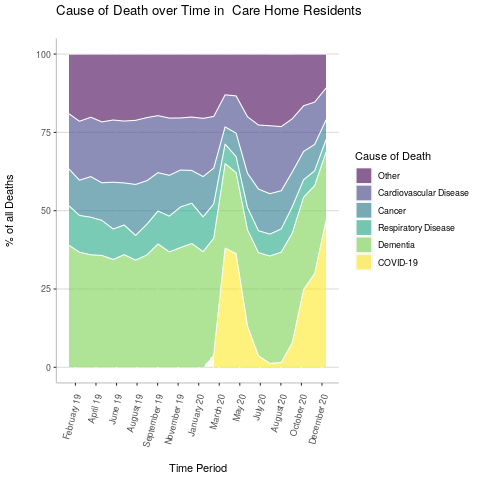 Cause of Death over Time in  Care Home Residents
100
75
50
25
0
% of all Deaths
February 19
April 19
June 19
August 19
September 19
November 19
January 20
March 20
May 20
July 20
August 20
October 20
December 20
Time Period
Cause of Death
Other
Cardiovascular Disease
Cancer
Respiratory Disease
Dementia
COVID-19